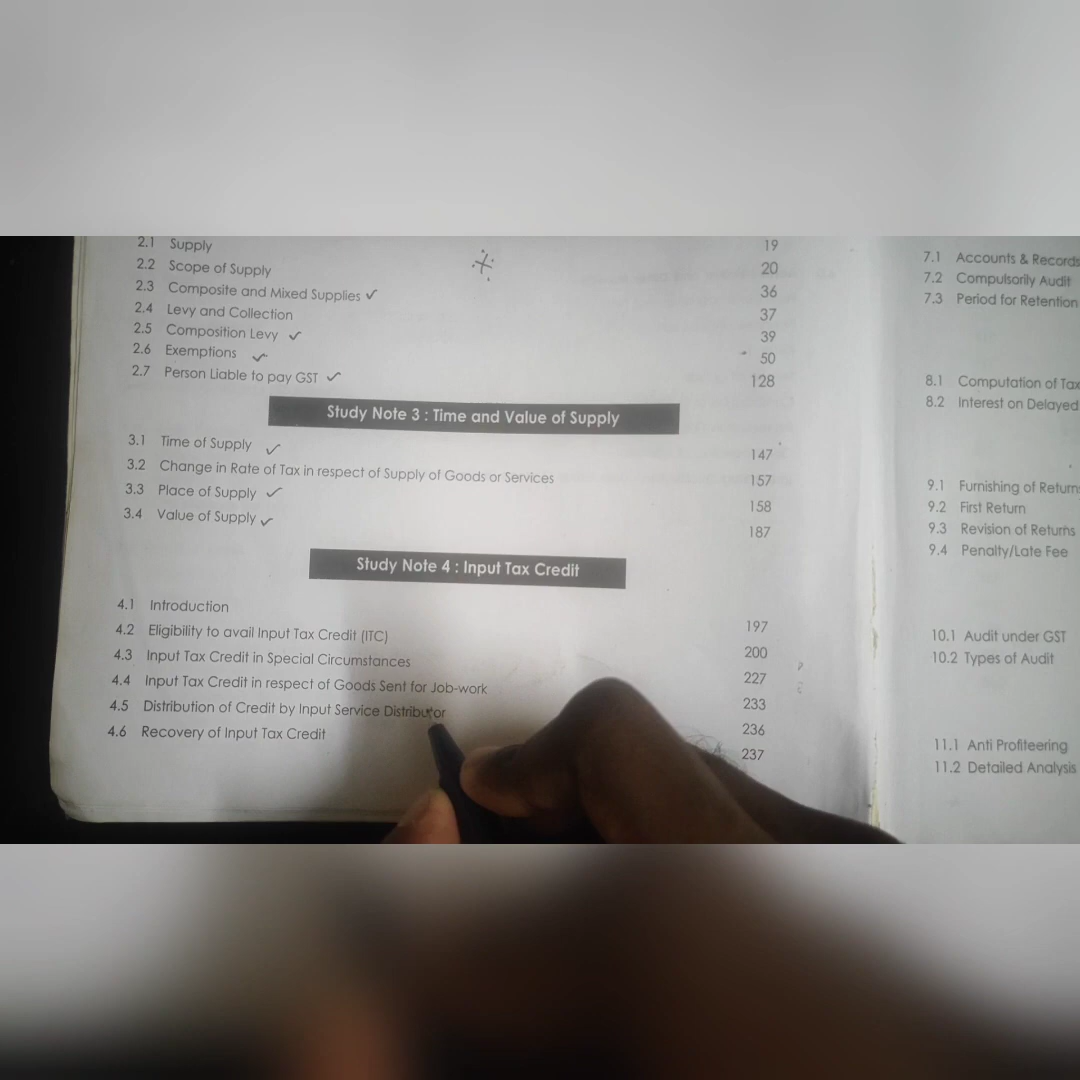 2.1 Supply 19
2.2 Scope of Supply 20
2.3 Composite and Mixed Supplies 36
2.4 Levy and Collection 37
2.5 Composition Levy 39
2.6 Exemptions 50
2.7 Person Liable to pay GST 128
Study Note 3 : Time and Value of Supply
3.1 Time of Supply 147
3.2 Change in Rate of Tax in respect of Supply of Goods or Services 157
3.3 Place of Supply 158
3.4 Value of Supply 187
Study Note 4 : Input Tax Credit
4.1 Introduction 197
4.2 Eligibility to avail Input Tax Credit (ITC) 200
4.3 Input Tax Credit in Special Circumstances 227
4.4 Input Tax Credit in respect of Goods Sent for Job-work 233
4.5 Distribution of Credit by Input Service Distributor 236
4.6 Recovery of Input Tax Credit 237
7.1 Accounts & Records
7.2 Compulsorily Audit
7.3 Period for Retention
8.1 Computation of Tax
8.2 Interest on Delayed
9.1 Furnishing of Returns
9.2 First Return
9.3 Revision of Returns
9.4 Penalty/Late Fee
10.1 Audit under GST
10.2 Types of Audit
11.1 Anti Profiteering
11.2 Detailed Analysis